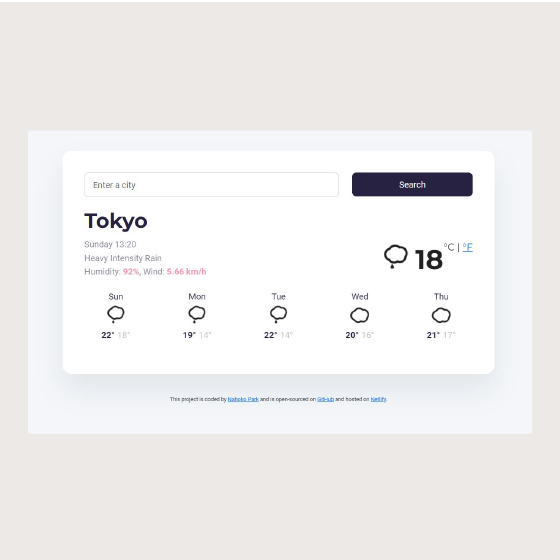 Enter a city
Search
Tokyo
Sunday 13:20
Heavy Intensity Rain
Humidity: 92%, Wind: 5.66 km/h
18 °C | °F
Sun Mon Tue Wed Thu
22° 18° 19° 14° 22° 14° 20° 16° 21° 17°
This project is coded by Nahoko Park and is open-sourced on GitHub and hosted on Netlify.